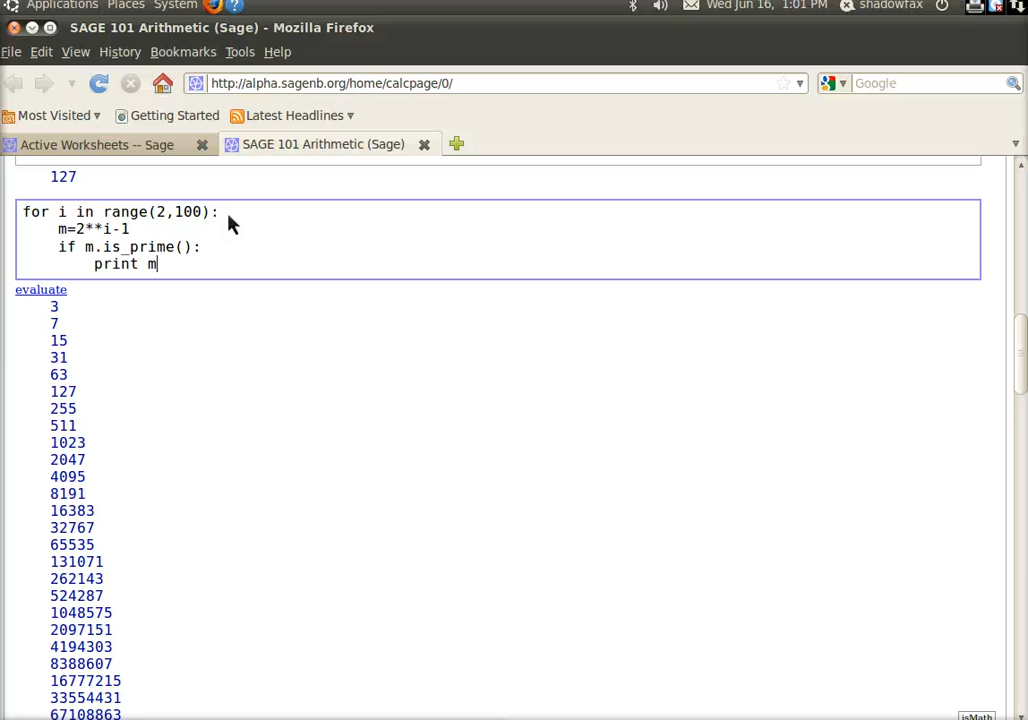 Applications Places System ? Wed Jun 16, 1:01 PM shadowfax
SAGE 101 Arithmetic (Sage) - Mozilla Firefox
File Edit View History Bookmarks Tools Help
http://alpha.sagenb.org/home/calcpage/0/ Google
Most Visited Getting Started Latest Headlines
Active Worksheets -- Sage SAGE 101 Arithmetic (Sage)
127
for i in range(2,100):
m=2**i-1
if m.is_prime():
print m
evaluate
3
7
15
31
63
127
255
511
1023
2047
4095
8191
16383
32767
65535
131071
262143
524287
1048575
2097151
4194303
8388607
16777215
33554431
67108863
jsMath